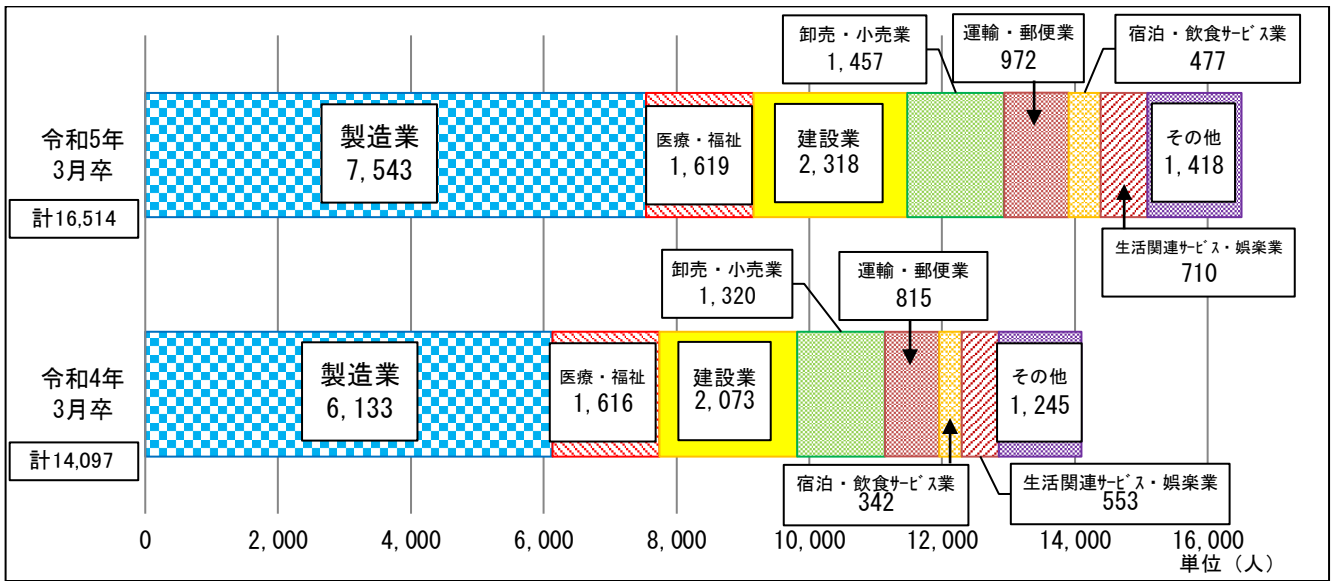 卸売・小売業
1,457
運輸・郵便業
972
宿泊・飲食ｻｰﾋﾞｽ業
477
令和5年
3月卒
計16,514
製造業
7,543
医療・福祉
1,619
建設業
2,318
その他
1,418
生活関連ｻｰﾋﾞｽ・娯楽業
710
卸売・小売業
1,320
運輸・郵便業
815
令和4年
3月卒
計14,097
製造業
6,133
医療・福祉
1,616
建設業
2,073
その他
1,245
宿泊・飲食ｻｰﾋﾞｽ業
342
生活関連ｻｰﾋﾞｽ・娯楽業
553
0 2,000 4,000 6,000 8,000 10,000 12,000 14,000 16,000
単位（人）